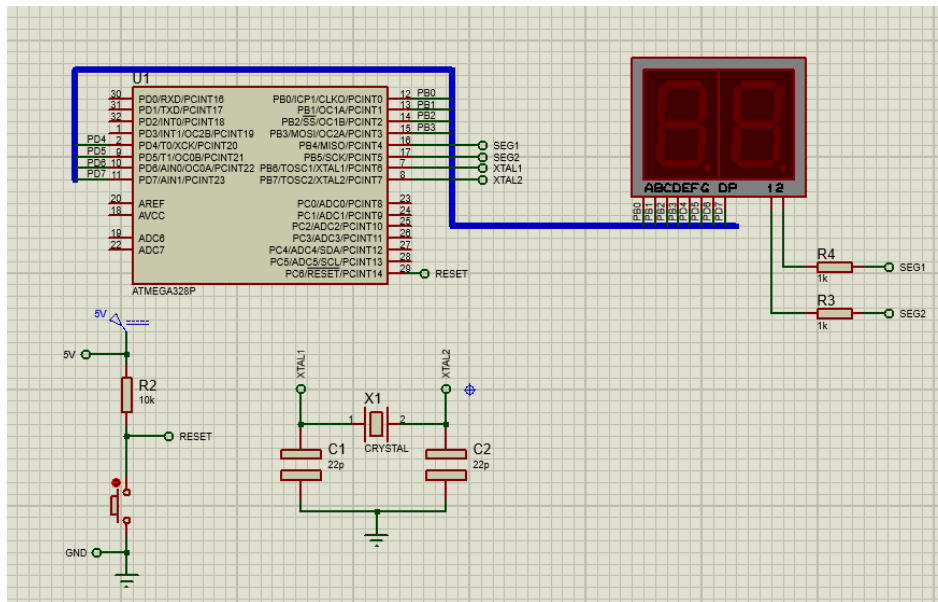 U1
30 PD0/RXD/PCINT16
31 PD1/TXD/PCINT17
32 PD2/INT0/PCINT18
1 PD3/INT1/OC2B/PCINT19
PD4 2 PD4/T0/XCK/PCINT20
PD5 9 PD5/T1/OC0B/PCINT21
PD6 10 PD6/AIN0/OC0A/PCINT22
PD7 11 PD7/AIN1/PCINT23
20 AREF
18 AVCC
19 ADC6
22 ADC7
PB0/ICP1/CLKO/PCINT0 12 PB0
PB1/OC1A/PCINT1 13 PB1
PB2/SS/OC1B/PCINT2 14 PB2
PB3/MOSI/OC2A/PCINT3 15 PB3
PB4/MISO/PCINT4 16 SEG1
PB5/SCK/PCINT5 17 SEG2
PB6/TOSC1/XTAL1/PCINT6 7 XTAL1
PB7/TOSC2/XTAL2/PCINT7 8 XTAL2
PC0/ADC0/PCINT8 23
PC1/ADC1/PCINT9 24
PC2/ADC2/PCINT10 25
PC3/ADC3/PCINT11 26
PC4/ADC4/SDA/PCINT12 27
PC5/ADC5/SCL/PCINT13 28
PC6/RESET/PCINT14 29 RESET
ATMEGA328P
ABCDEFG DP 12
PB0
PB1
PB2
PB3
PD4
PD5
PD6
PD7
R4
1k
SEG1
R3
1k
SEG2
5V
5V
R2
10k
RESET
GND
XTAL1
XTAL2
X1
1 2
CRYSTAL
C1
22p
C2
22p